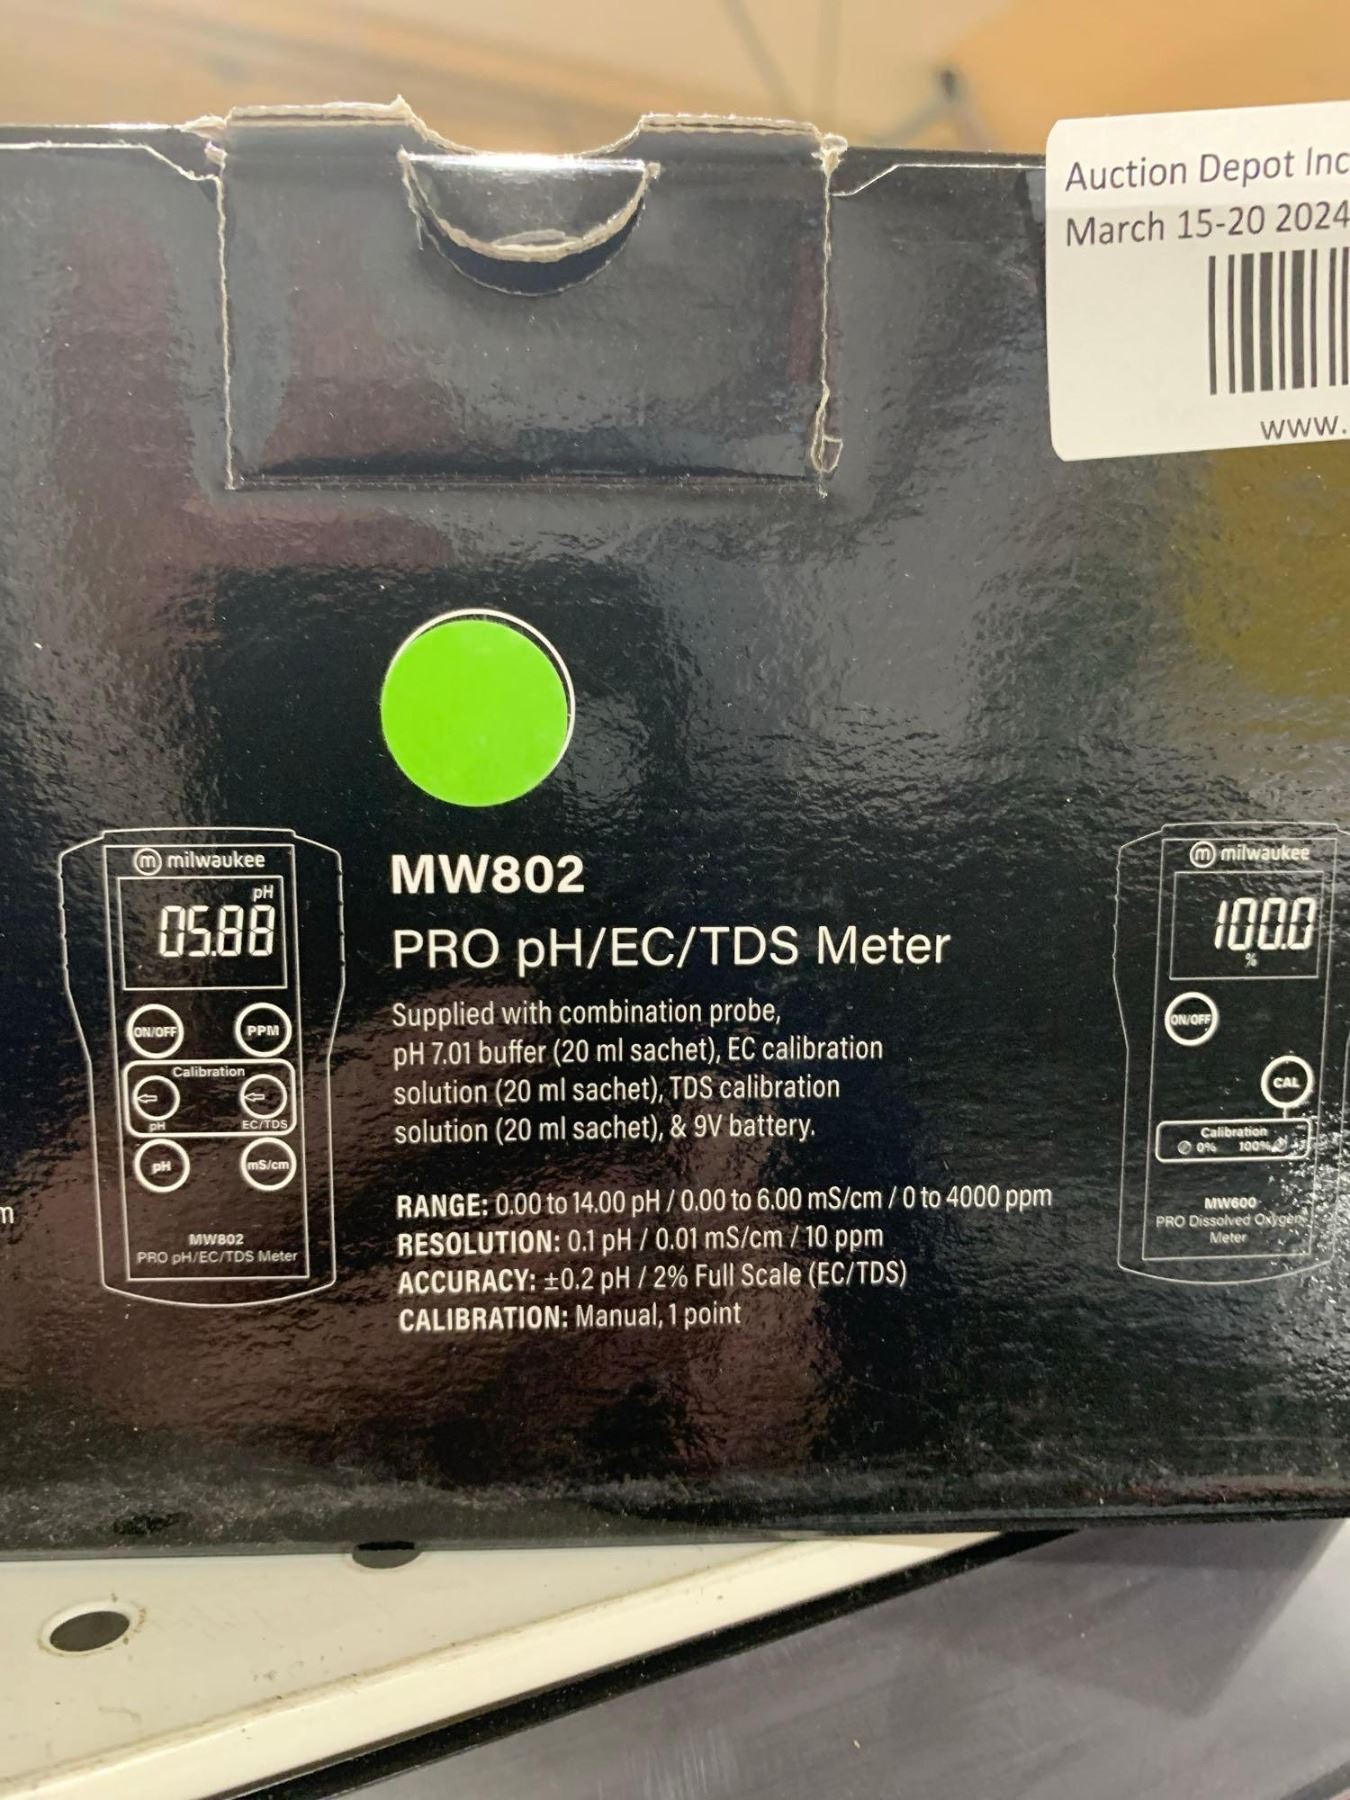 Auction Depot Inc
March 15-20 2024
www.
milwaukee
pH
05.88
ON/OFF
PPM
Calibration
pH
EC/TDS
pH
mS/cm
MW802
PRO pH/EC/TDS Meter
MW802
PRO pH/EC/TDS Meter
Supplied with combination probe,
pH 7.01 buffer (20 ml sachet), EC calibration
solution (20 ml sachet), TDS calibration
solution (20 ml sachet), & 9V battery.
RANGE: 0.00 to 14.00 pH / 0.00 to 6.00 mS/cm / 0 to 4000 ppm
RESOLUTION: 0.1 pH / 0.01 mS/cm / 10 ppm
ACCURACY: ±0.2 pH / 2% Full Scale (EC/TDS)
CALIBRATION: Manual, 1 point
milwaukee
100.0
%
ON/OFF
CAL
Calibration
0% 100%
MW600
PRO Dissolved Oxygen
Meter
m